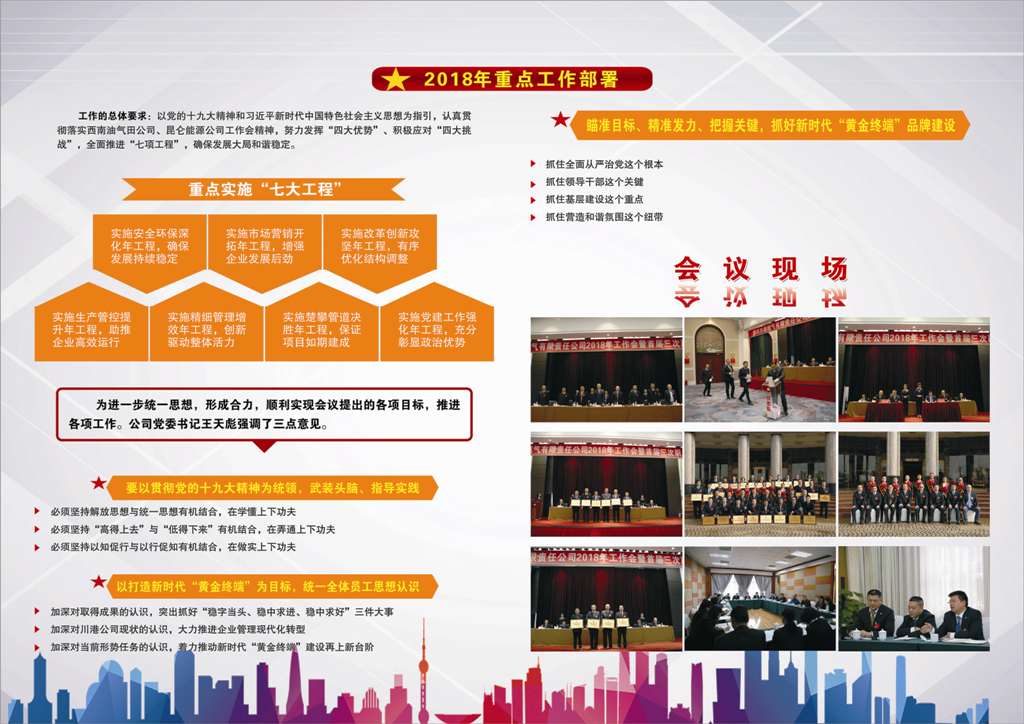 2018年重点工作部署
工作的总体要求：以党的十九大精神和习近平新时代中国特色社会主义思想为指引，认真贯
彻落实西南油气田公司、昆仑能源公司工作会精神，努力发挥“四大优势”、积极应对“四大挑
战”，全面推进“七项工程”，确保发展大局和谐稳定。
重点实施“七大工程”
实施安全环保深
化年工程，确保
发展持续稳定
实施市场营销开
拓年工程，增强
企业发展后劲
实施改革创新攻
坚年工程，有序
优化结构调整
实施生产管控提
升年工程，助推
企业高效运行
实施精细管理增
效年工程，创新
驱动整体活力
实施楚攀管道决
胜年工程，保证
项目如期建成
实施党建工作强
化年工程，充分
彰显政治优势
为进一步统一思想，形成合力，顺利实现会议提出的各项目标，推进
各项工作。公司党委书记王天彪强调了三点意见。
要以贯彻党的十九大精神为统领，武装头脑、指导实践
必须坚持解放思想与统一思想有机结合，在学懂上下功夫
必须坚持“高得上去”与“低得下来”有机结合，在弄通上下功夫
必须坚持以知促行与以行促知有机结合，在做实上下功夫
以打造新时代“黄金终端”为目标，统一全体员工思想认识
加深对取得成果的认识，突出抓好“稳字当头、稳中求进、稳中求好”三件大事
加深对川港公司现状的认识，大力推进企业管理现代化转型
加深对当前形势任务的认识，着力推动新时代“黄金终端”建设再上新台阶
瞄准目标、精准发力、把握关键，抓好新时代“黄金终端”品牌建设
抓住全面从严治党这个根本
抓住领导干部这个关键
抓住基层建设这个重点
抓住营造和谐氛围这个纽带
会议现场
气有限责任公司2018年工作会暨首届三次
有限责任公司2018年工作会暨首届三次
气有限责任公司2018年工作会暨首届三次
有限责任公司2018年工作会暨首届三次